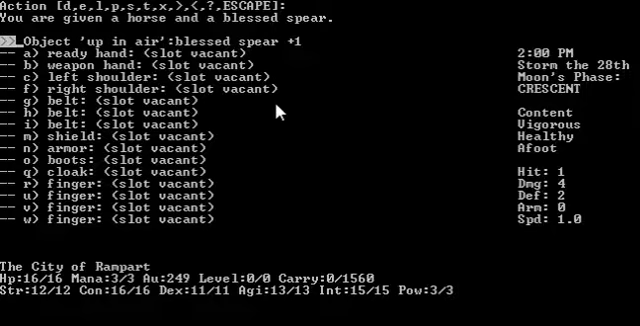 Action [d,e,l,p,s,t,x,>,<,?,ESCAPE]:
You are given a horse and a blessed spear.
>> Object 'up in air':blessed spear +1
-- a) ready hand: (slot vacant) 2:00 PM
-- b) weapon hand: (slot vacant) Storm the 28th
-- c) left shoulder: (slot vacant) Moon's Phase:
-- f) right shoulder: (slot vacant) CRESCENT
-- g) belt: (slot vacant)
-- h) belt: (slot vacant) Content
-- i) belt: (slot vacant) Vigorous
-- m) shield: (slot vacant) Healthy
-- n) armor: (slot vacant) Afoot
-- o) boots: (slot vacant)
-- q) cloak: (slot vacant) Hit: 1
-- r) finger: (slot vacant) Dmg: 4
-- u) finger: (slot vacant) Def: 2
-- v) finger: (slot vacant) Arm: 0
-- w) finger: (slot vacant) Spd: 1.0
The City of Rampart
Hp:16/16 Mana:3/3 Au:249 Level:0/0 Carry:0/1560
Str:12/12 Con:16/16 Dex:11/11 Agi:13/13 Int:15/15 Pow:3/3